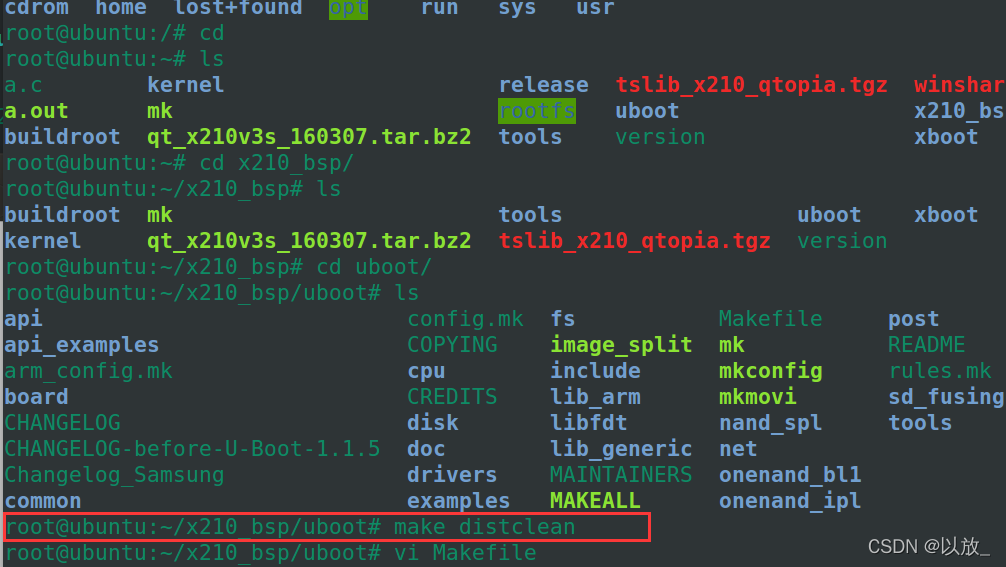 cdrom home lost+found opt run sys usr
root@ubuntu:/# cd
root@ubuntu:~# ls
a.c kernel release tslib_x210_qtopia.tgz winshar
a.out mk rootfs uboot x210_bs
buildroot qt_x210v3s_160307.tar.bz2 tools version xboot
root@ubuntu:~# cd x210_bsp/
root@ubuntu:~/x210_bsp# ls
buildroot mk tools uboot xboot
kernel qt_x210v3s_160307.tar.bz2 tslib_x210_qtopia.tgz version
root@ubuntu:~/x210_bsp# cd uboot/
root@ubuntu:~/x210_bsp/uboot# ls
api config.mk fs Makefile post
api_examples COPYING image_split mk README
arm_config.mk cpu include mkconfig rules.mk
board CREDITS lib_arm mkmovi sd_fusing
CHANGELOG disk libfdt nand_spl tools
CHANGELOG-before-U-Boot-1.1.5 doc lib_generic net
Changelog_Samsung drivers MAINTAINERS onenand_bl1
common examples MAKEALL onenand_ipl
root@ubuntu:~/x210_bsp/uboot# make distclean
root@ubuntu:~/x210_bsp/uboot# vi Makefile
CSDN @以放_